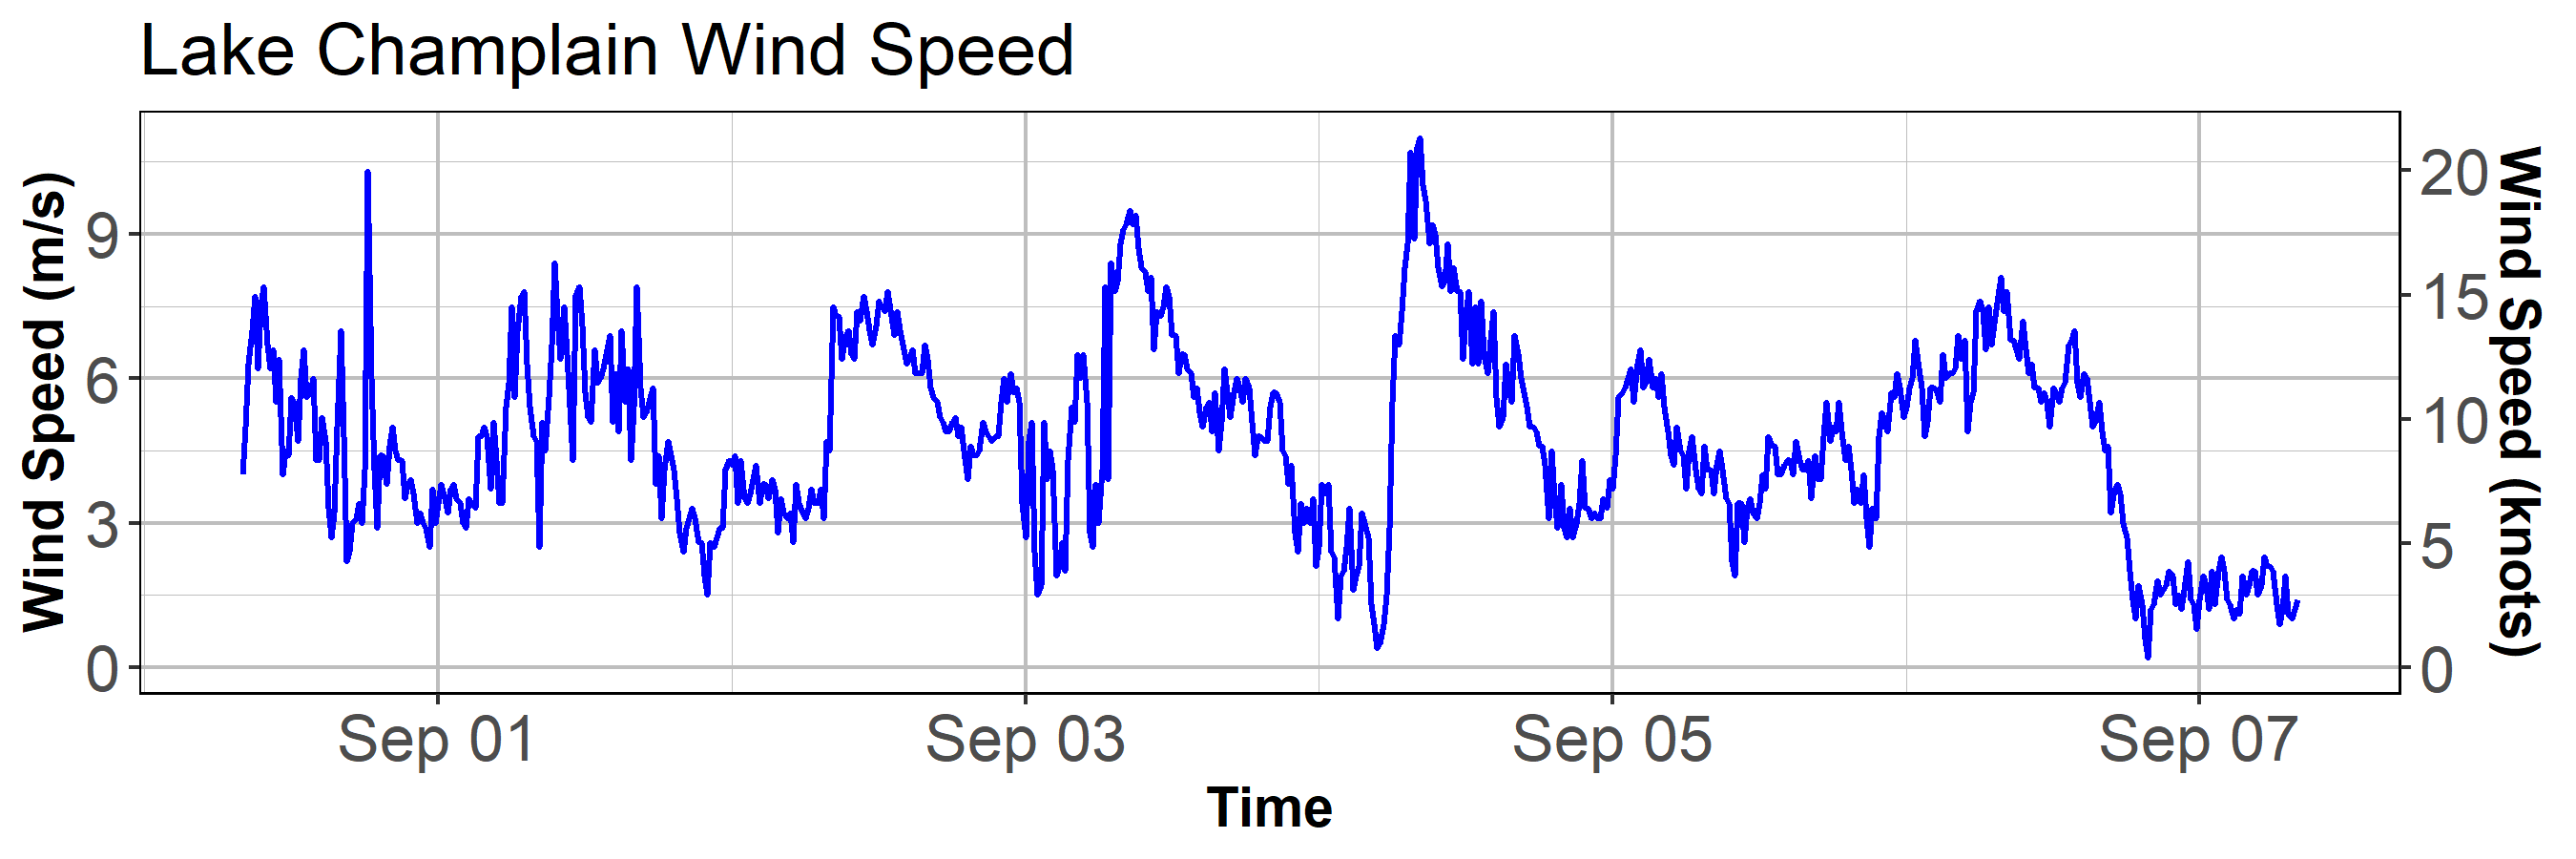 Lake Champlain Wind Speed
Wind Speed (m/s)
9
6
3
0
20
15
10
5
0
Wind Speed (knots)
Sep 01 Sep 03 Sep 05 Sep 07
Time